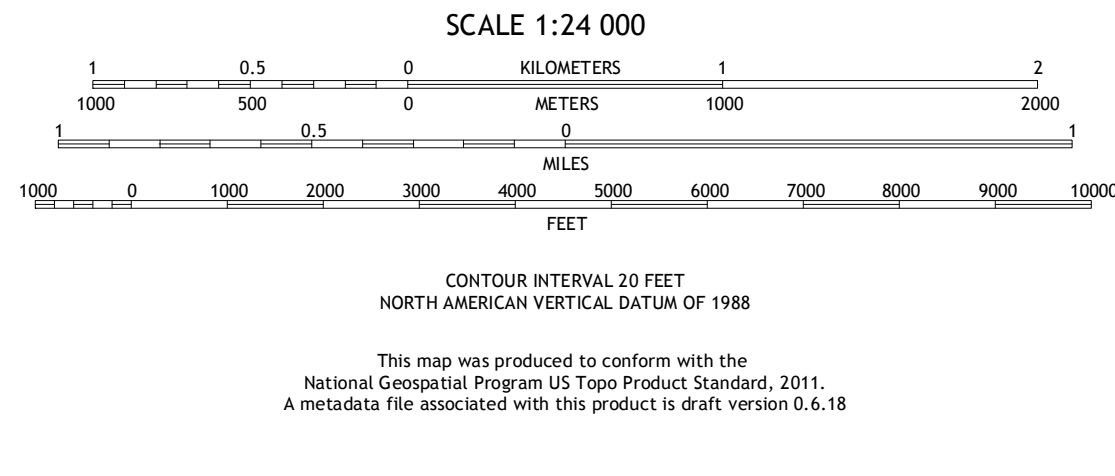 SCALE 1:24 000
1 0.5 0 KILOMETERS 1 2
1000 500 0 METERS 1000 2000
1 0.5 0 1
MILES
1000 0 1000 2000 3000 4000 5000 6000 7000 8000 9000 10000
FEET
CONTOUR INTERVAL 20 FEET
NORTH AMERICAN VERTICAL DATUM OF 1988
This map was produced to conform with the
National Geospatial Program US Topo Product Standard, 2011.
A metadata file associated with this product is draft version 0.6.18